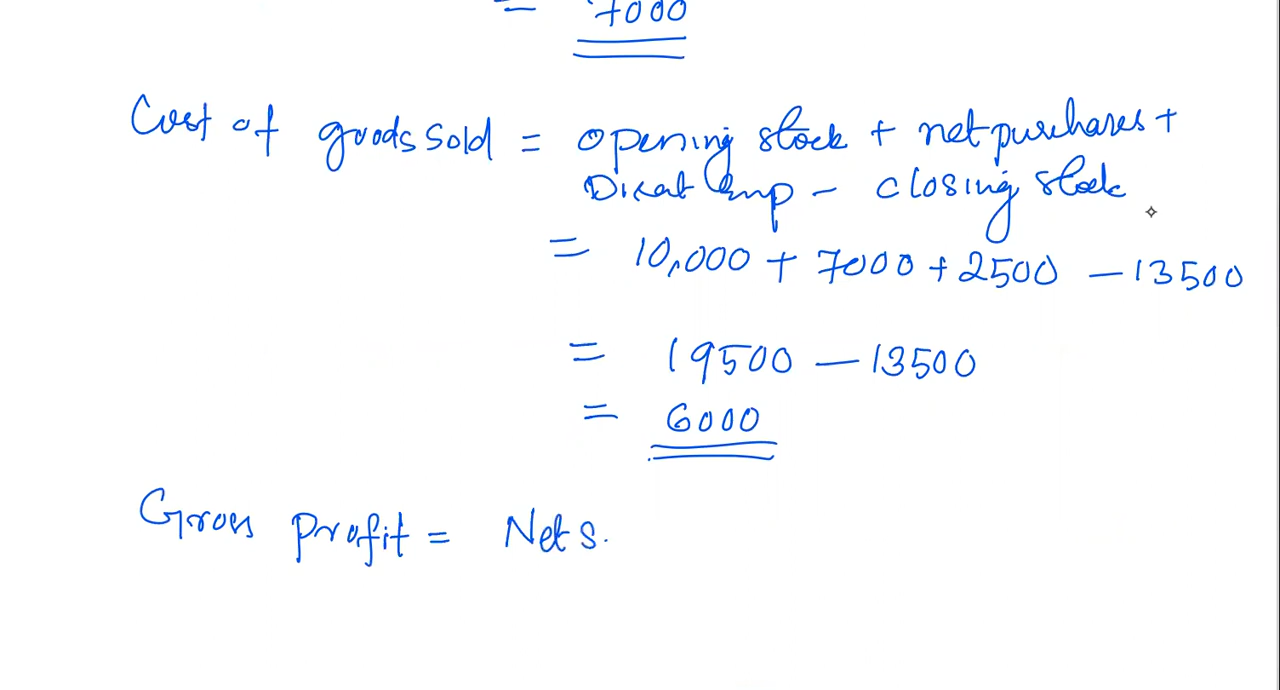 = 7000
Cost of goods sold = opening stock + net purchases +
Direct Emp - closing stock
= 10,000 + 7000 + 2500 - 13500
= 19500 - 13500
= 6000
Gross Profit = Net s.